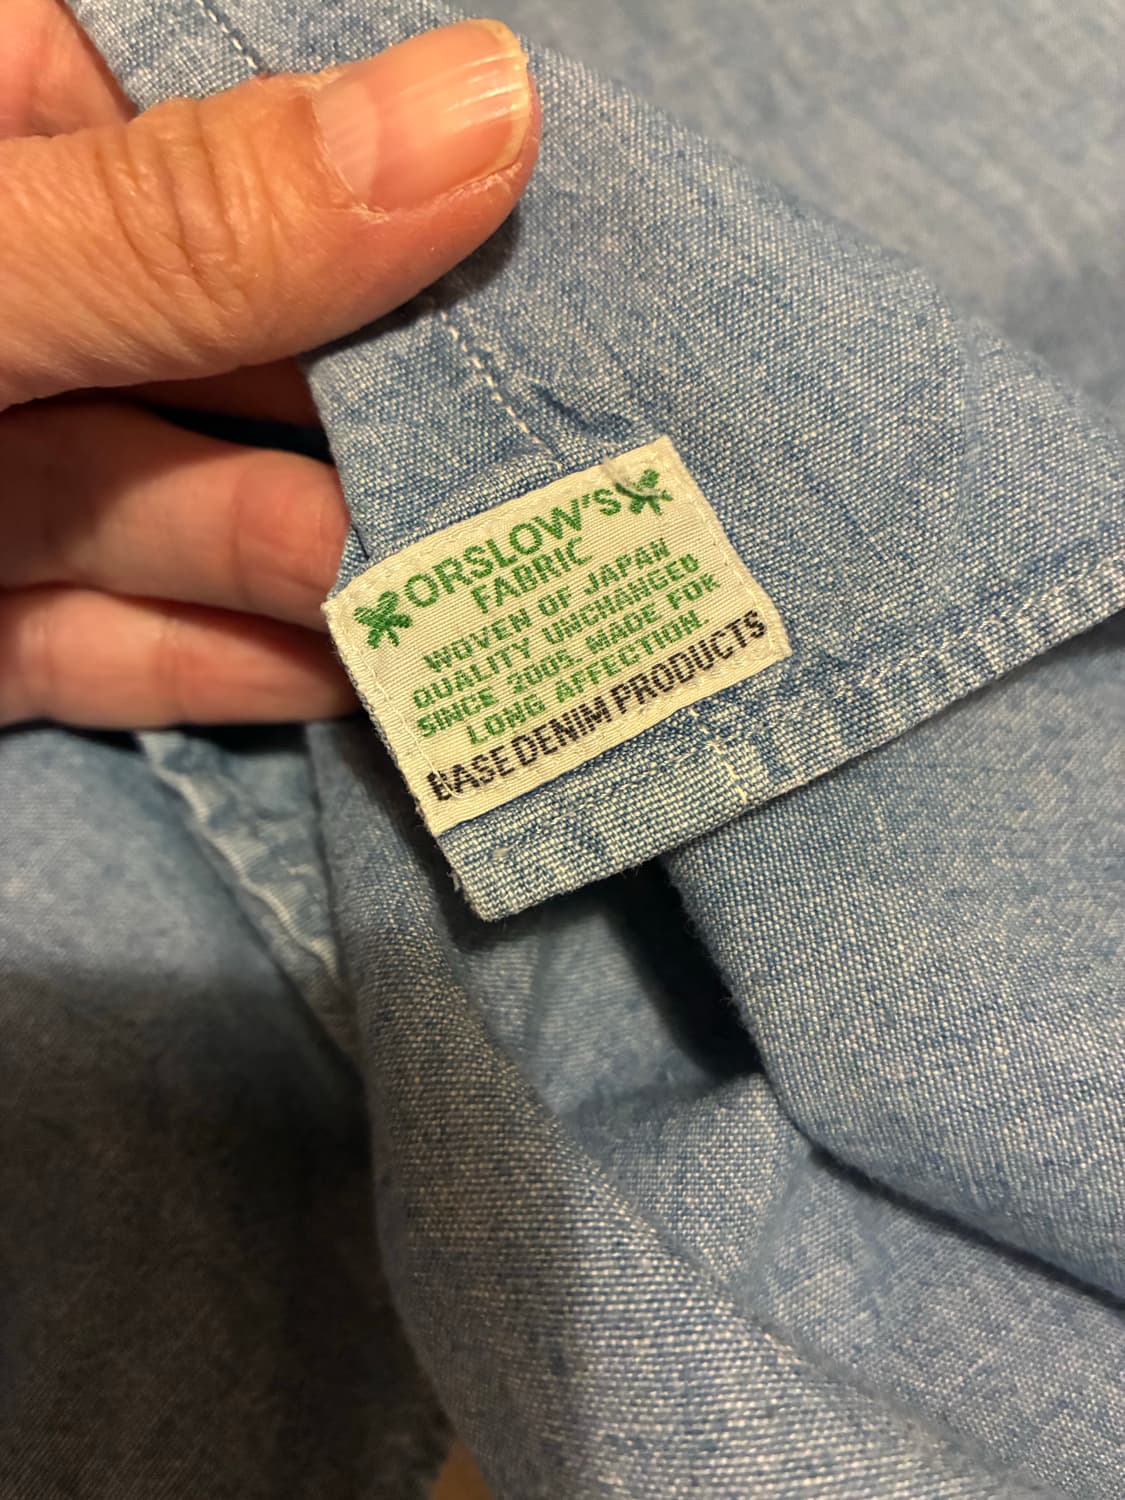 ORSLOW'S
FABRIC
WOVEN OF JAPAN
QUALITY UNCHANGED
SINCE 2005. MADE FOR
LONG AFFECTION.
BASE DENIM PRODUCTS